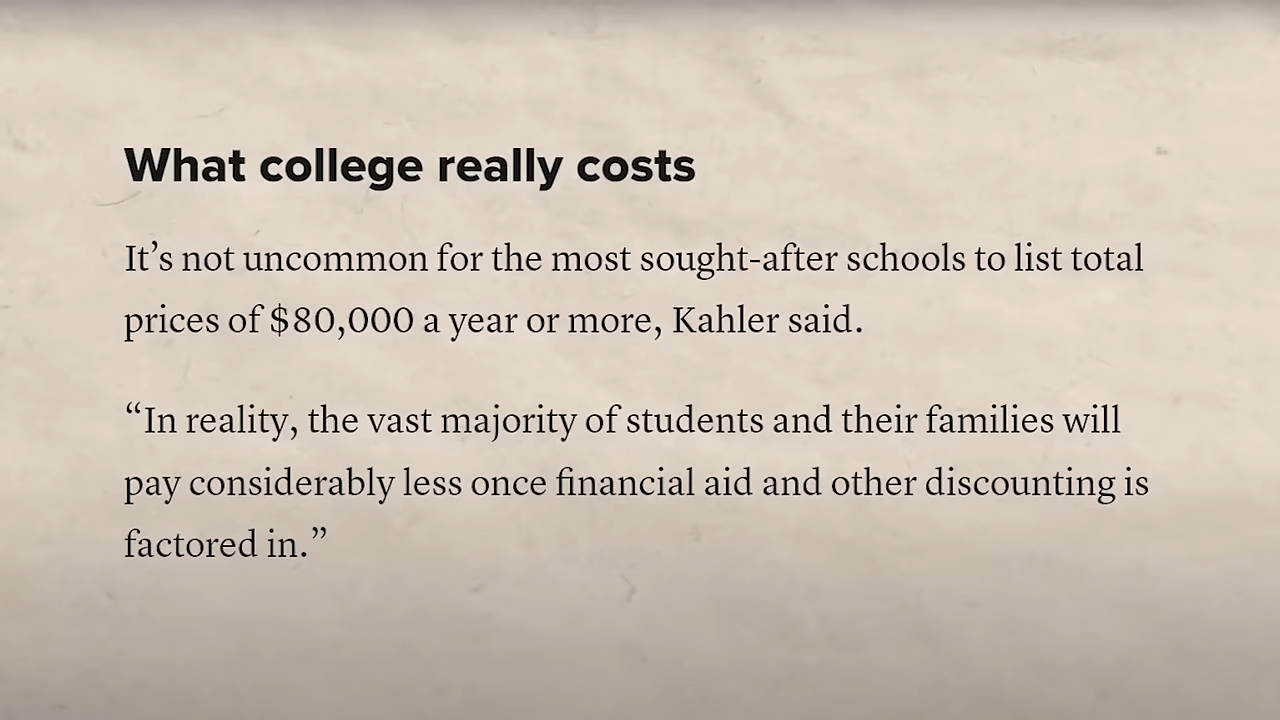 What college really costs
It’s not uncommon for the most sought-after schools to list total
prices of $80,000 a year or more, Kahler said.
“In reality, the vast majority of students and their families will
pay considerably less once financial aid and other discounting is
factored in.”